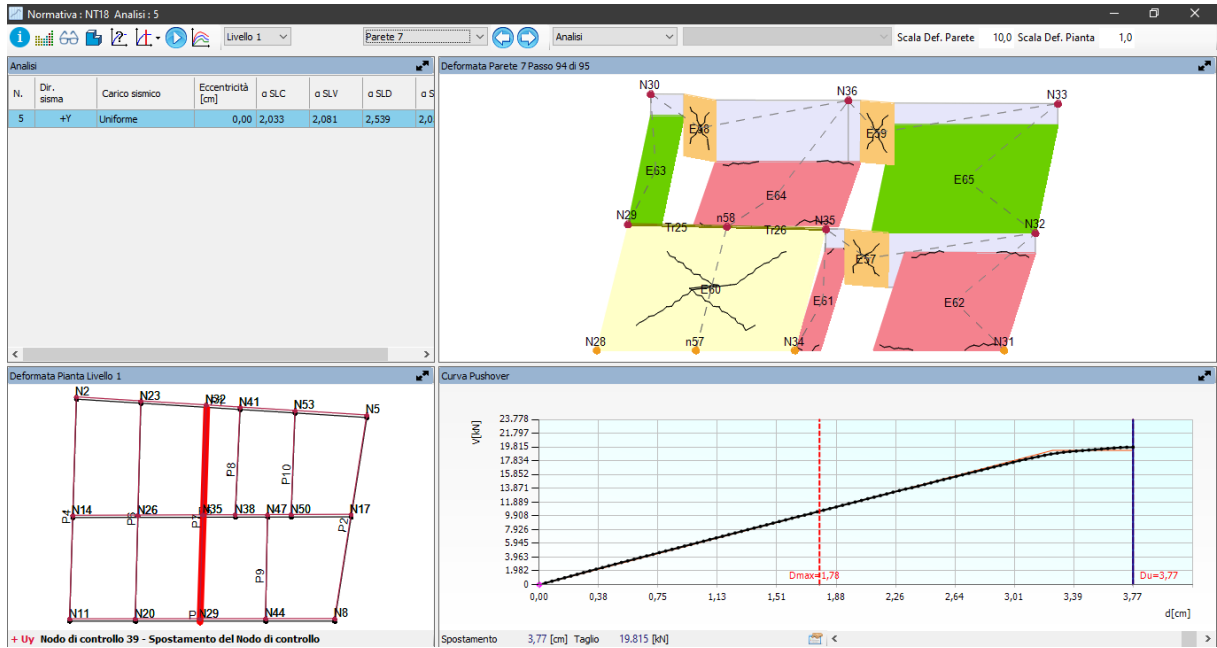 Normativa : NT18 Analisi : 5
Livello 1 Parete 7 Analisi Scala Def. Parete 10,0 Scala Def. Pianta 1,0
Analisi
N. Dir. sisma Carico sismico Eccentricità [cm] α SLC α SLV α SLD α S
5 +Y Uniforme 0,00 2,033 2,081 2,539 2,0
Deformata Parete 7 Passo 94 di 95
N30 N36 N33
E58 E59
E63 E64 E65
N29 n58 N35 N32
Tr25 Tr26
E57
E60 E61 E62
N28 n57 N34 N31
Deformata Pianta Livello 1
N2 N23 N32 N41 N53 N5
P8 P10
N14 N26 N35 N38 N47 N50 N17
P4 P6 P7 P2
P9
N11 N20 N29 N44 N8
+ Uy Nodo di controllo 39 - Spostamento del Nodo di controllo
Curva Pushover
V[kN]
23.778
21.797
19.815
17.834
15.852
13.871
11.889
9.908
7.926
5.945
3.963
1.982
0
Dmax=1,78 Du=3,77
0,00 0,38 0,75 1,13 1,51 1,88 2,26 2,64 3,01 3,39 3,77
d[cm]
Spostamento 3,77 [cm] Taglio 19.815 [kN]